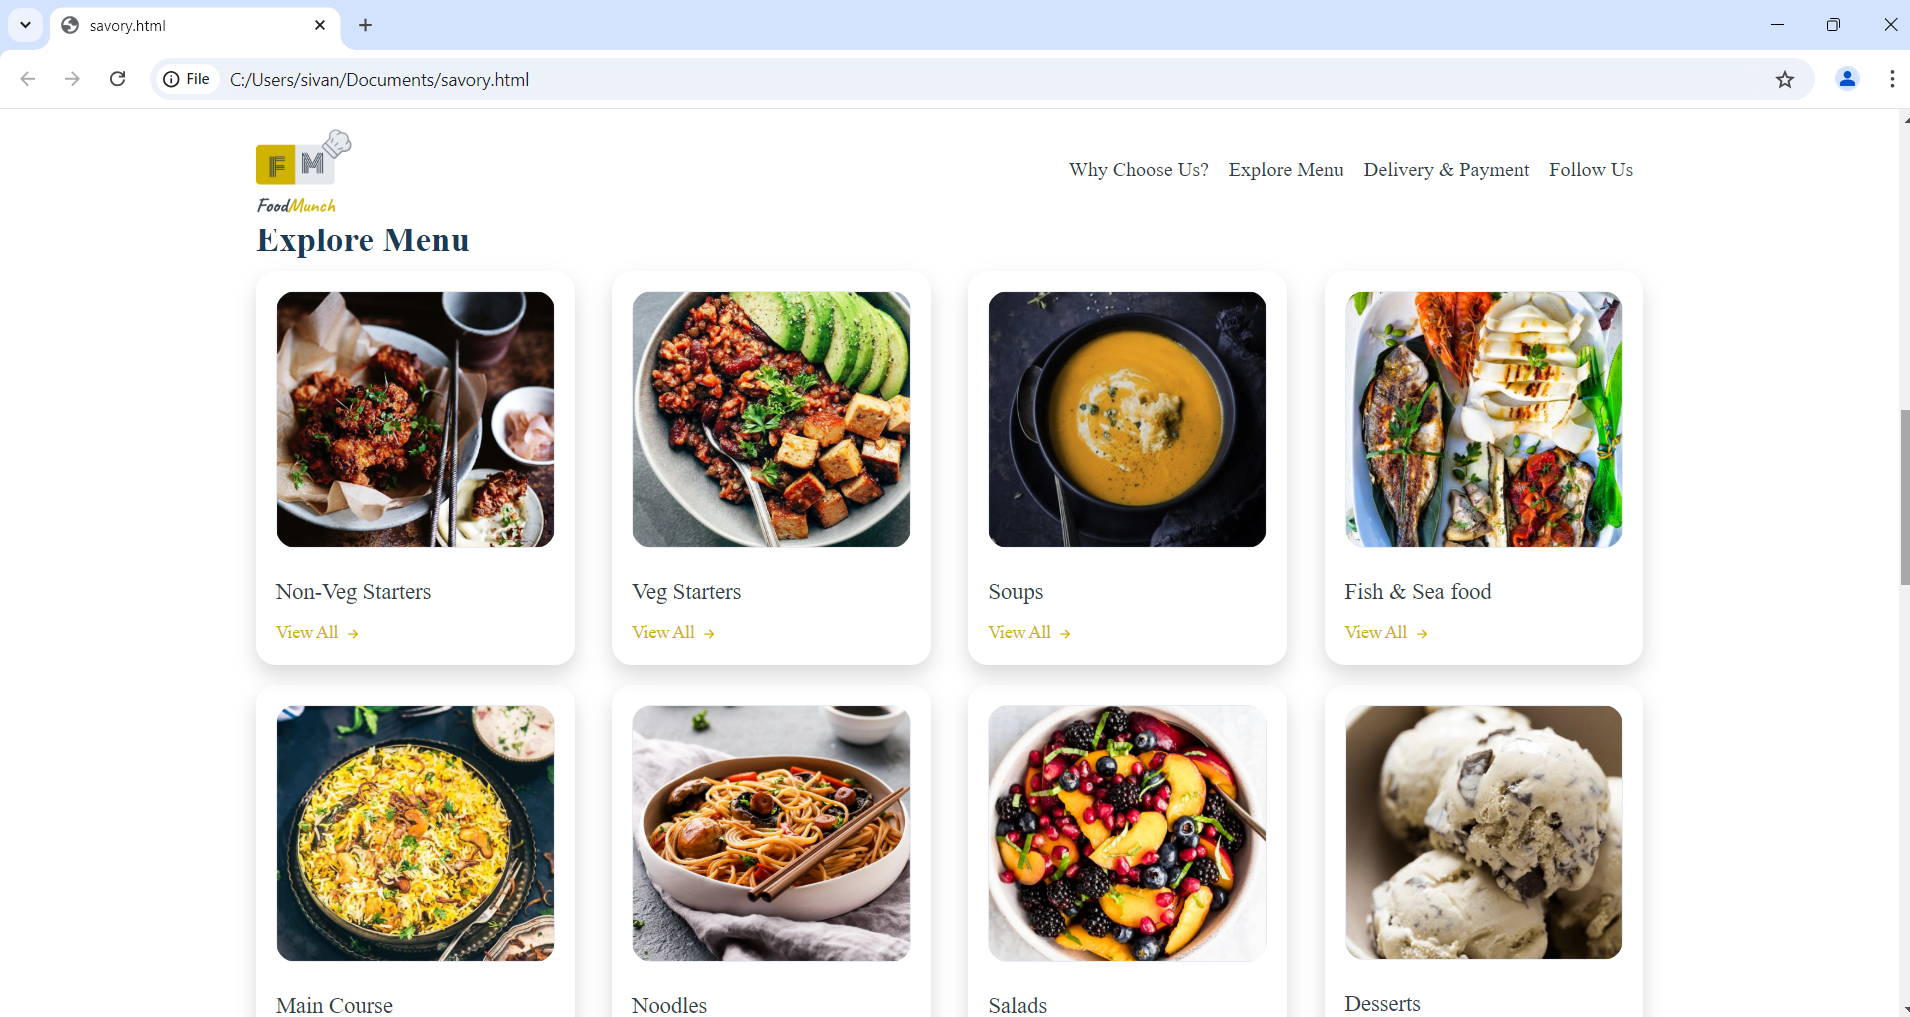 savory.html
File
C:/Users/sivan/Documents/savory.html
F M
FoodMunch
Why Choose Us? Explore Menu Delivery & Payment Follow Us
Explore Menu
Non-Veg Starters
View All →
Veg Starters
View All →
Soups
View All →
Fish & Sea food
View All →
Main Course
Noodles
Salads
Desserts